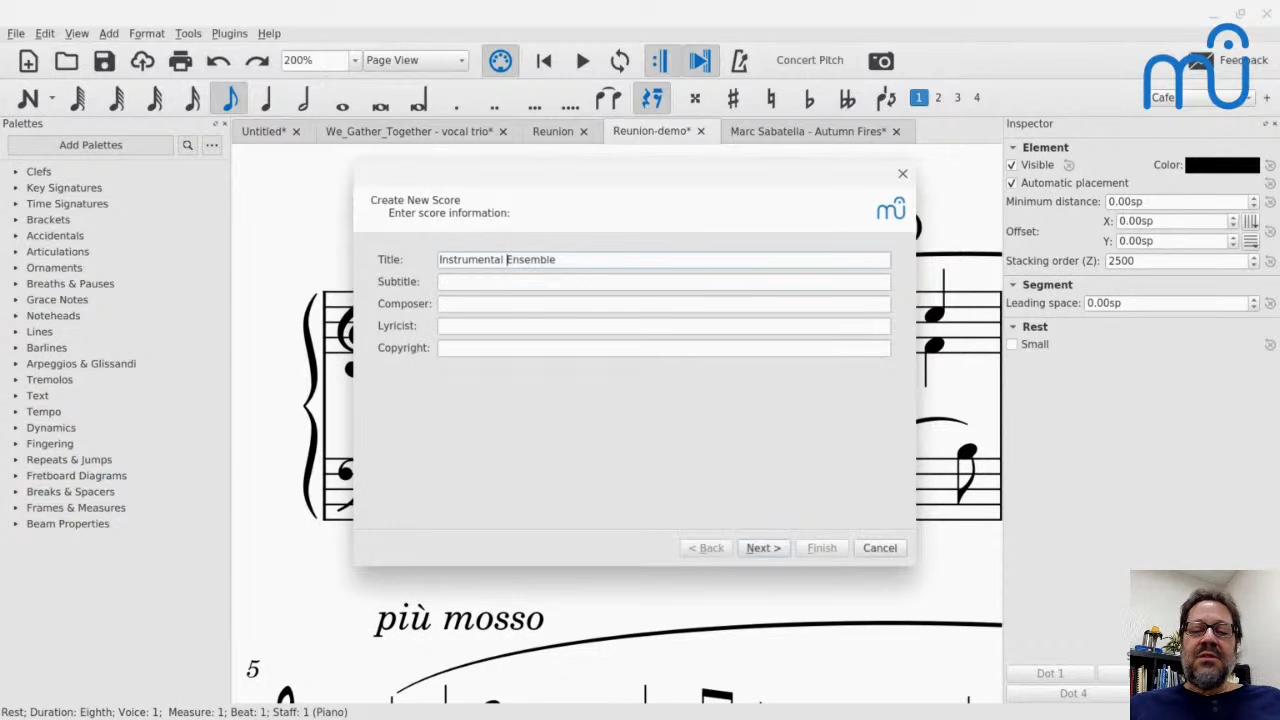 File Edit View Add Format Tools Plugins Help
200% Page View Concert Pitch Feedback
1 2 3 4
Palettes
Untitled* We_Gather_Together - vocal trio* Reunion Reunion-demo* Marc Sabatella - Autumn Fires*
Inspector
Add Palettes
Clefs
Key Signatures
Time Signatures
Brackets
Accidentals
Articulations
Ornaments
Breaths & Pauses
Grace Notes
Noteheads
Lines
Barlines
Arpeggios & Glissandi
Tremolos
Text
Tempo
Dynamics
Fingering
Repeats & Jumps
Fretboard Diagrams
Breaks & Spacers
Frames & Measures
Beam Properties
Create New Score
Enter score information:
Title: Instrumental Ensemble
Subtitle:
Composer:
Lyricist:
Copyright:
< Back Next > Finish Cancel
più mosso
5
Element
Visible Color:
Automatic placement
Minimum distance: 0.00sp
X: 0.00sp
Offset:
Y: 0.00sp
Stacking order (Z): 2500
Segment
Leading space: 0.00sp
Rest
Small
Dot 1
Dot 4
Rest; Duration: Eighth; Voice: 1; Measure: 1; Beat: 1; Staff: 1 (Piano)